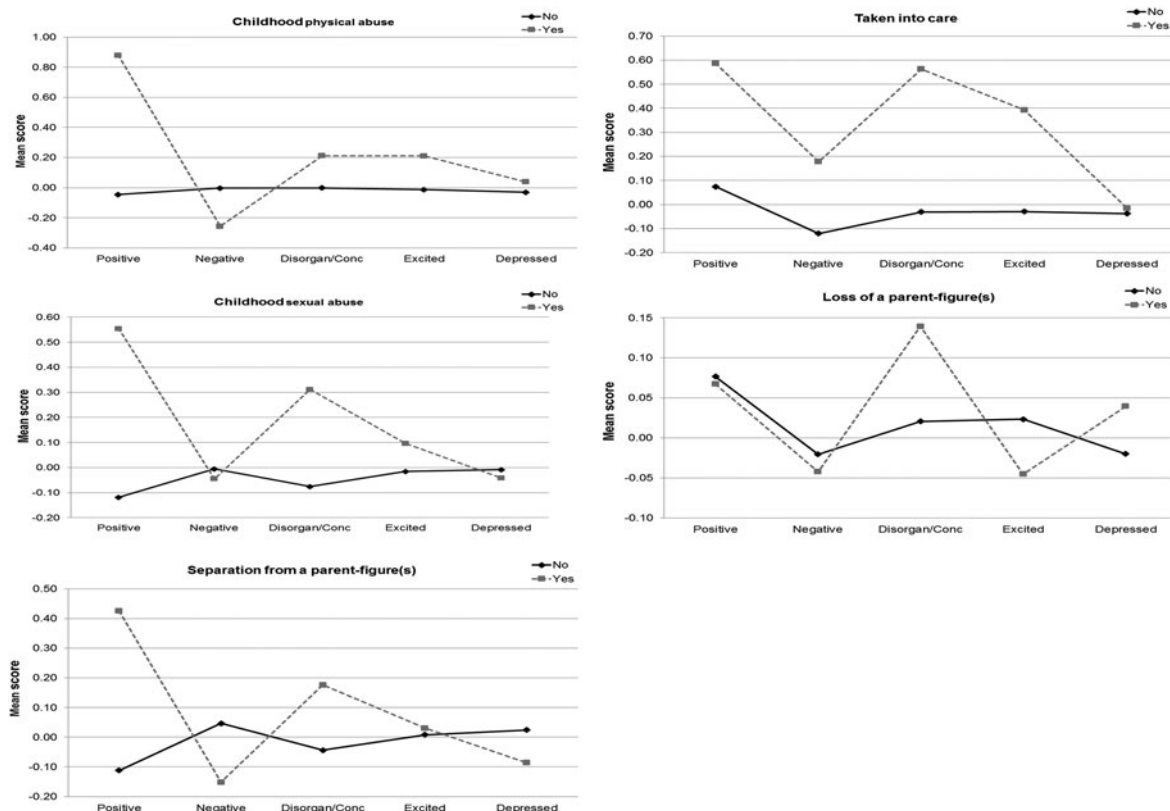 Childhood physical abuse
No
Yes
Mean score
1.00
0.80
0.60
0.40
0.20
0.00
-0.20
-0.40
Positive Negative Disorgan/Conc Excited Depressed
Childhood sexual abuse
No
Yes
Mean score
0.60
0.50
0.40
0.30
0.20
0.10
0.00
-0.10
-0.20
Positive Negative Disorgan/Conc Excited Depressed
Separation from a parent-figure(s)
No
Yes
Mean score
0.50
0.40
0.30
0.20
0.10
0.00
-0.10
-0.20
Positive Negative Disorgan/Conc Excited Depressed
Taken into care
No
Yes
Mean score
0.70
0.60
0.50
0.40
0.30
0.20
0.10
0.00
-0.10
-0.20
Positive Negative Disorgan/Conc Excited Depressed
Loss of a parent-figure(s)
No
Yes
Mean score
0.15
0.10
0.05
0.00
-0.05
-0.10
Positive Negative Disorgan/Conc Excited Depressed